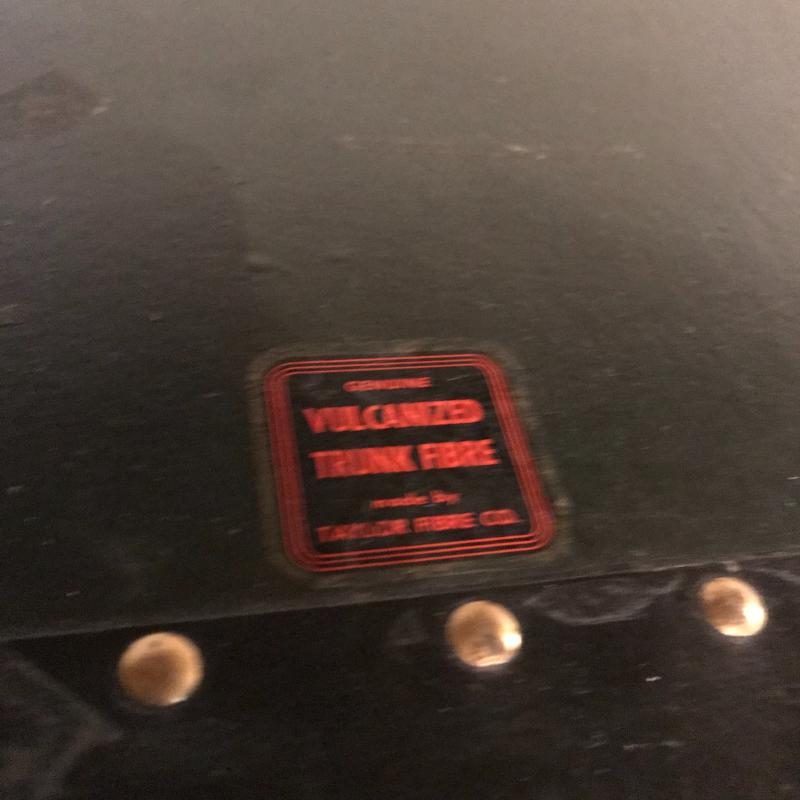 GENUINE
VULCANIZED
TRUNK FIBRE
made By
TAYLOR FIBRE CO.